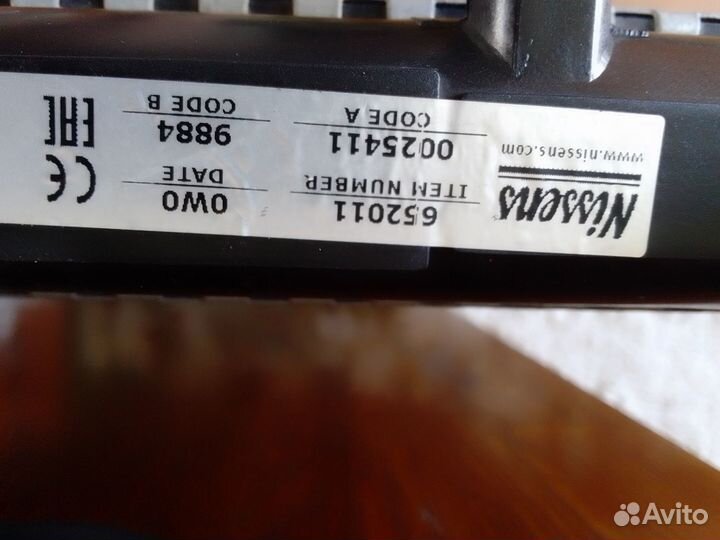 Nissens
www.nissens.com
652011
ITEM NUMBER
0025411
CODE A
0W0
DATE
9884
CODE B
CE
EAC
Avito